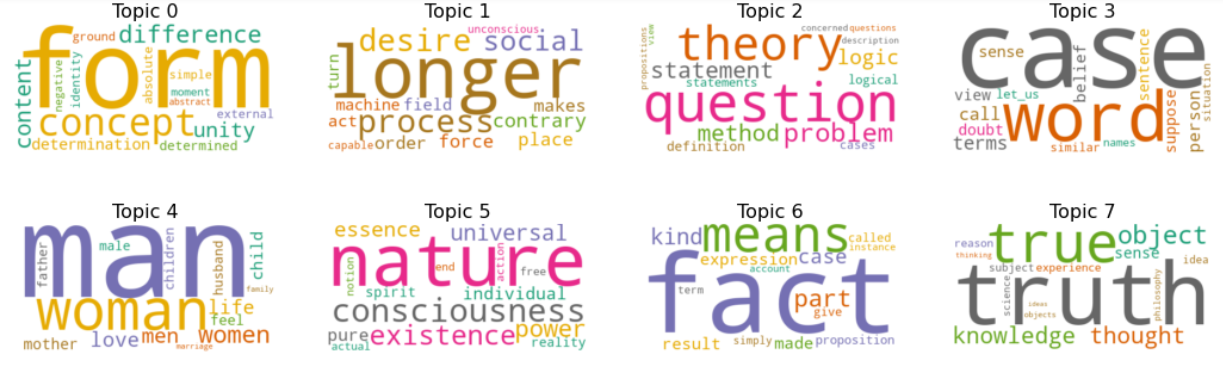 Topic 0
ground difference
form
content negative identity absolute simple
moment
abstract
external
concept unity
determination determined
Topic 1
unconscious
desire social
turn longer
machine field makes
act process contrary
capable order force place
Topic 2
concerned questions
propositions view theory description
statement logic
statements logical
question
method problem
definition cases
Topic 3
case
sense belief sentence
view let_us situation
call word suppose person
doubt
terms similar names
Topic 4
man
father male children husband child
family
woman life
feel
mother love men women
marriage
Topic 5
essence universal
nature
notion end action free
spirit individual
consciousness
pure existence power
actual reality
Topic 6
kind means called
instance
expression case
account
fact
term part
give
result simply made proposition
Topic 7
reason true object
thinking sense idea
subject experience
truth
science ideas philosophy
objects
knowledge thought